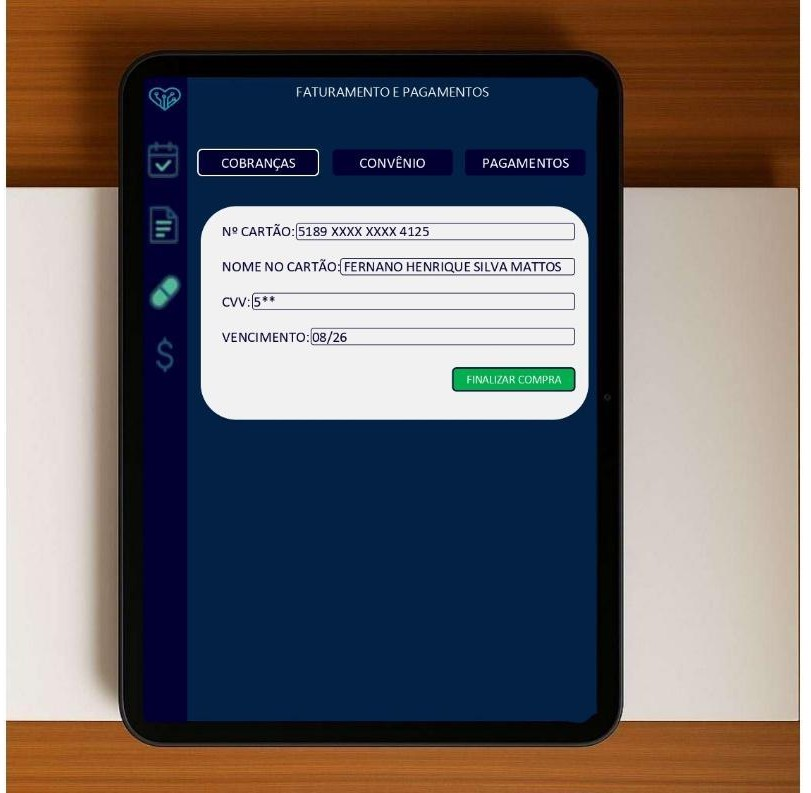 FATURAMENTO E PAGAMENTOS
COBRANÇAS CONVÊNIO PAGAMENTOS
Nº CARTÃO: 5189 XXXX XXXX 4125
NOME NO CARTÃO: FERNANO HENRIQUE SILVA MATTOS
CVV: 5**
VENCIMENTO: 08/26
FINALIZAR COMPRA
$